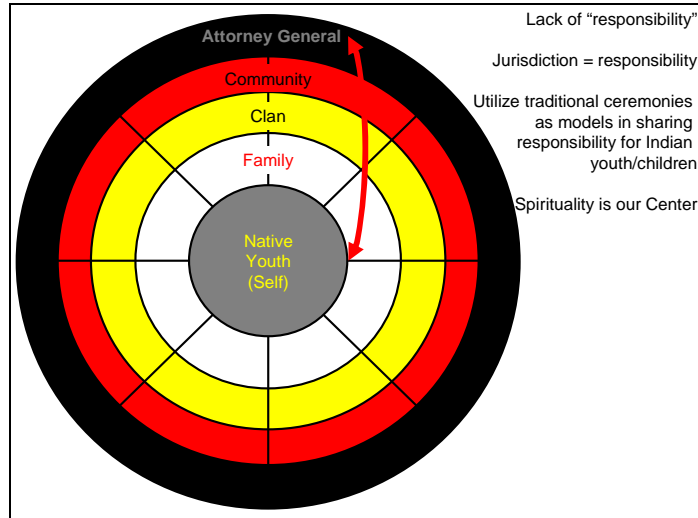 Attorney General
Community
Clan
Family
Native
Youth
(Self)
Lack of “responsibility”
Jurisdiction = responsibility
Utilize traditional ceremonies
as models in sharing
responsibility for Indian
youth/children
Spirituality is our Center